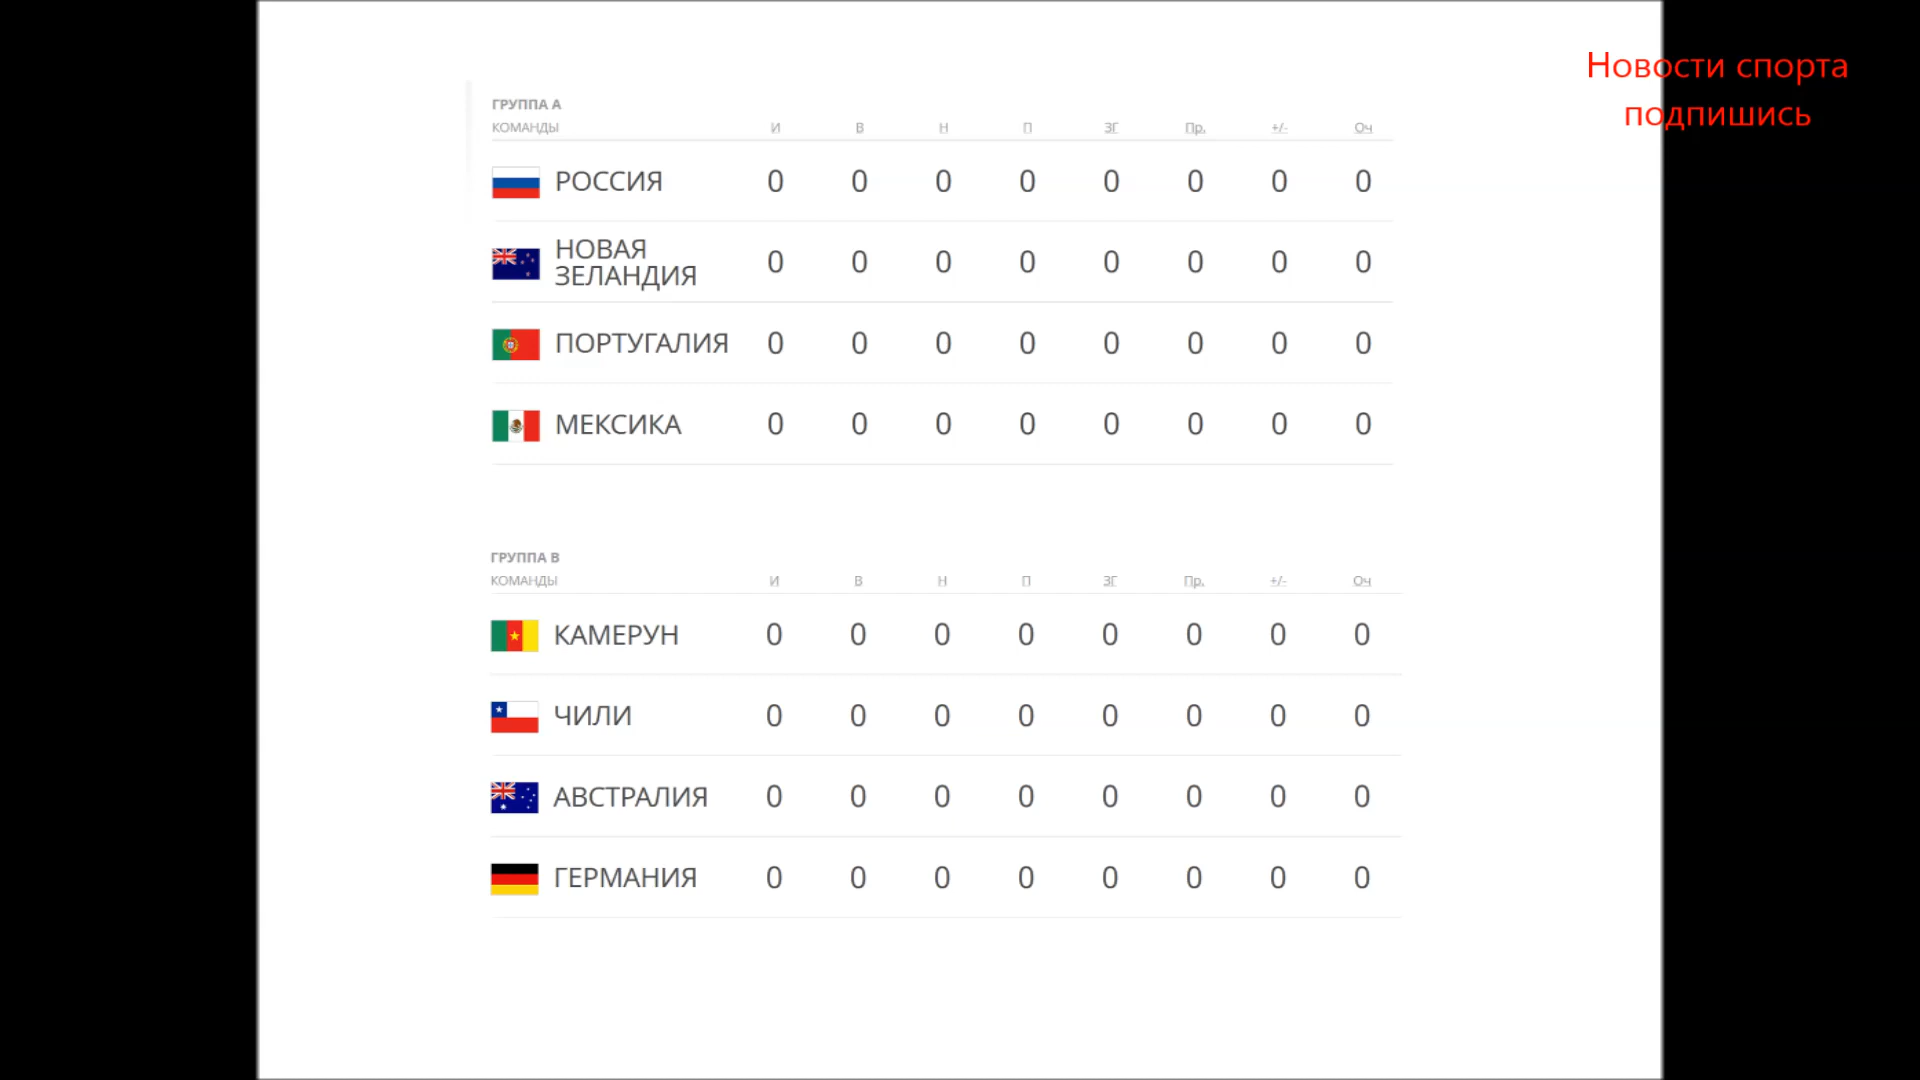 Новости спорта
подпишись
ГРУППА А
КОМАНДЫ И В Н П ЗГ Пр. +/- Оч
РОССИЯ 0 0 0 0 0 0 0 0
НОВАЯ
ЗЕЛАНДИЯ 0 0 0 0 0 0 0 0
ПОРТУГАЛИЯ 0 0 0 0 0 0 0 0
МЕКСИКА 0 0 0 0 0 0 0 0
ГРУППА В
КОМАНДЫ И В Н П ЗГ Пр. +/- Оч
КАМЕРУН 0 0 0 0 0 0 0 0
ЧИЛИ 0 0 0 0 0 0 0 0
АВСТРАЛИЯ 0 0 0 0 0 0 0 0
ГЕРМАНИЯ 0 0 0 0 0 0 0 0